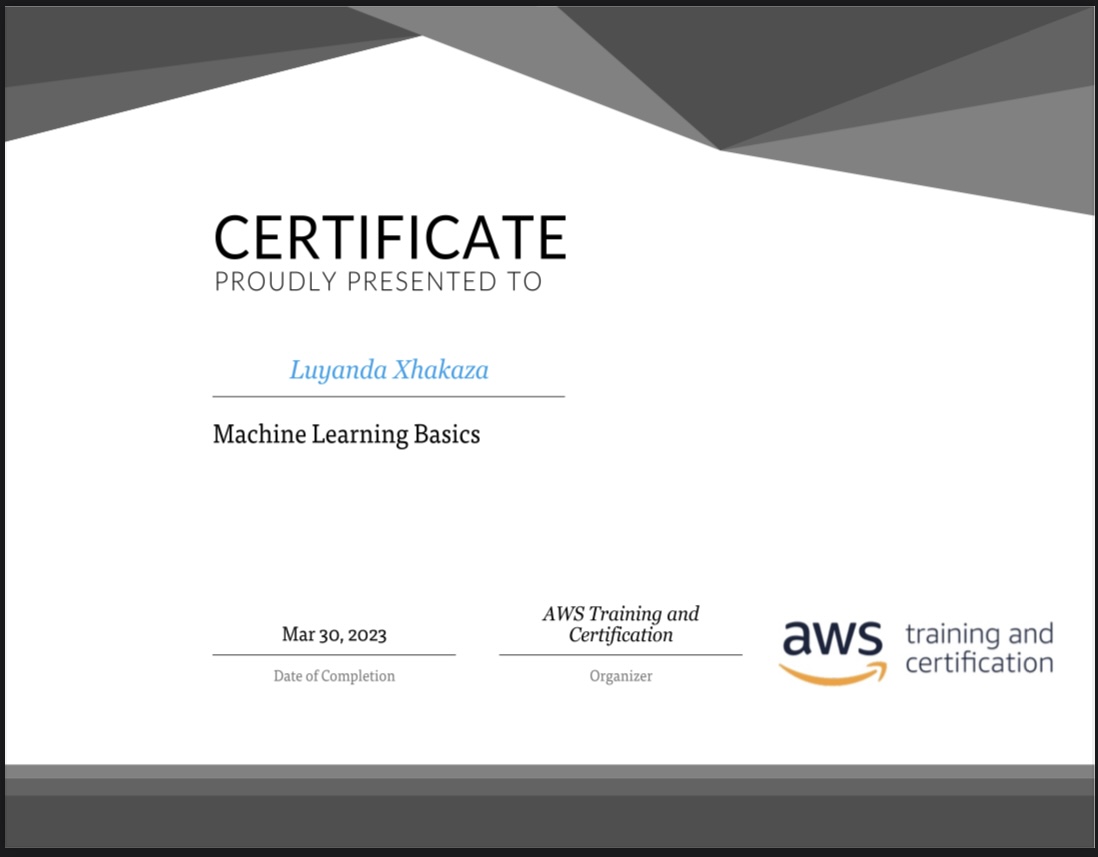 CERTIFICATE
PROUDLY PRESENTED TO
Luyanda Xhakaza
Machine Learning Basics
Mar 30, 2023
Date of Completion
AWS Training and
Certification
Organizer
aws training and
certification